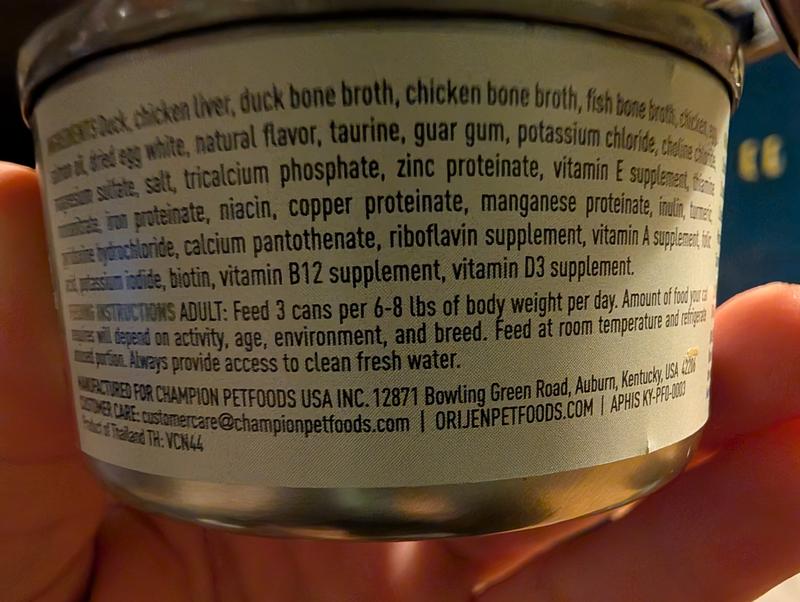 INGREDIENTS Duck, chicken liver, duck bone broth, chicken bone broth, fish bone broth, chicken, egg
salmon oil, dried egg white, natural flavor, taurine, guar gum, potassium chloride, choline chloride,
magnesium sulfate, salt, tricalcium phosphate, zinc proteinate, vitamin E supplement, thiamine
mononitrate, iron proteinate, niacin, copper proteinate, manganese proteinate, inulin, turmeric,
pyridoxine hydrochloride, calcium pantothenate, riboflavin supplement, vitamin A supplement, folic
acid, potassium iodide, biotin, vitamin B12 supplement, vitamin D3 supplement.
FEEDING INSTRUCTIONS ADULT: Feed 3 cans per 6-8 lbs of body weight per day. Amount of food your cat
requires will depend on activity, age, environment, and breed. Feed at room temperature and refrigerate
unused portion. Always provide access to clean fresh water.
MANUFACTURED FOR CHAMPION PETFOODS USA INC. 12871 Bowling Green Road, Auburn, Kentucky, USA 42206
CUSTOMER CARE: customercare@championpetfoods.com | ORIJENPETFOODS.COM | APHIS KY-PFO-0003
Product of Thailand TH: VCN44